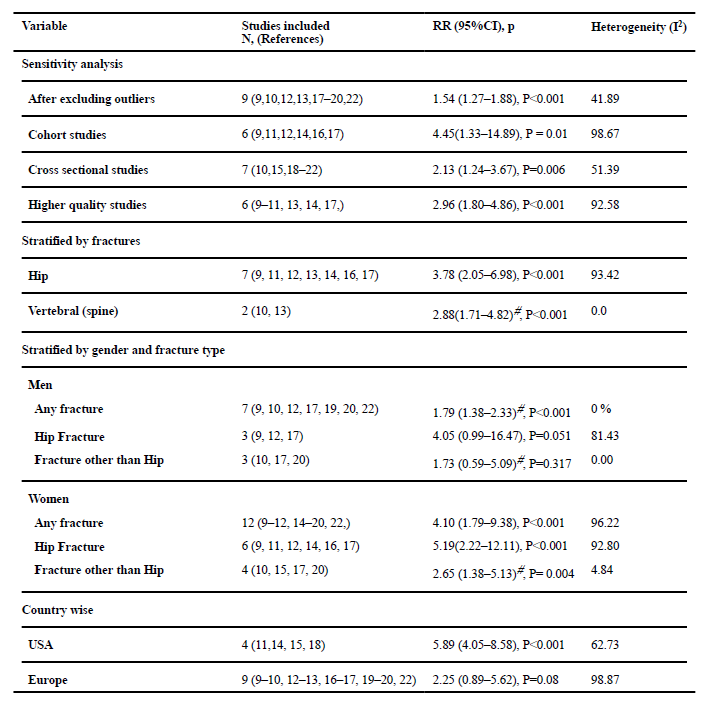 Variable Studies included N, (References) RR (95%CI), p Heterogeneity (I²)
Sensitivity analysis
After excluding outliers 9 (9,10,12,13,17–20,22) 1.54 (1.27–1.88), P<0.001 41.89
Cohort studies 6 (9,11,12,14,16,17) 4.45(1.33–14.89), P = 0.01 98.67
Cross sectional studies 7 (10,15,18–22) 2.13 (1.24–3.67), P=0.006 51.39
Higher quality studies 6 (9–11, 13, 14, 17,) 2.96 (1.80–4.86), P<0.001 92.58
Stratified by fractures
Hip 7 (9, 11, 12, 13, 14, 16, 17) 3.78 (2.05–6.98), P<0.001 93.42
Vertebral (spine) 2 (10, 13) 2.88(1.71–4.82)#, P<0.001 0.0
Stratified by gender and fracture type
Men
Any fracture 7 (9, 10, 12, 17, 19, 20, 22) 1.79 (1.38–2.33)#, P<0.001 0 %
Hip Fracture 3 (9, 12, 17) 4.05 (0.99–16.47), P=0.051 81.43
Fracture other than Hip 3 (10, 17, 20) 1.73 (0.59–5.09)#, P=0.317 0.00
Women
Any fracture 12 (9–12, 14–20, 22,) 4.10 (1.79–9.38), P<0.001 96.22
Hip Fracture 6 (9, 11, 12, 14, 16, 17) 5.19(2.22–12.11), P<0.001 92.80
Fracture other than Hip 4 (10, 15, 17, 20) 2.65 (1.38–5.13)#, P= 0.004 4.84
Country wise
USA 4 (11,14, 15, 18) 5.89 (4.05–8.58), P<0.001 62.73
Europe 9 (9–10, 12–13, 16–17, 19–20, 22) 2.25 (0.89–5.62), P=0.08 98.87